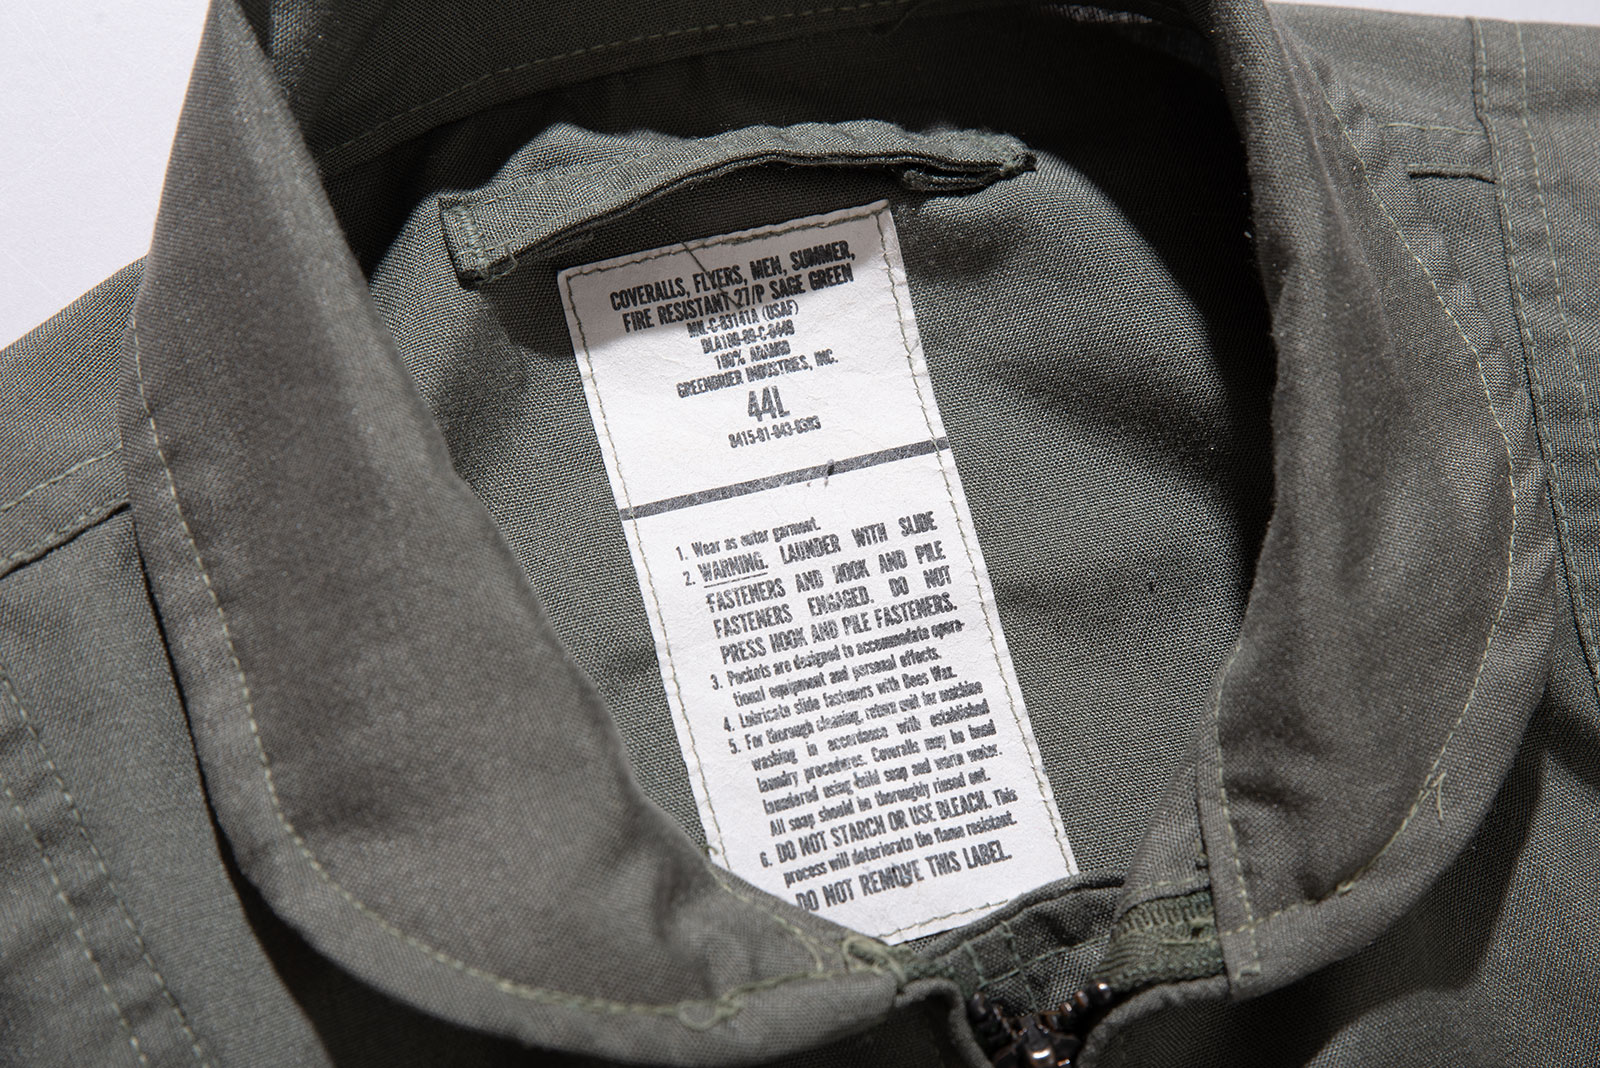 COVERALLS, FLYERS, MEN, SUMMER,
FIRE RESISTANT 27/P SAGE GREEN
MIL-C-83141A (USAF)
100% ARAMID
GREENBRIER INDUSTRIES, INC.
44L
1. Wear as outer garment.
2. WARNING. LAUNDER WITH SLIDE
FASTENERS AND HOOK AND PILE
FASTENERS ENGAGED. DO NOT
PRESS HOOK AND PILE FASTENERS.
3. Pockets are designed to accommodate opera-
tional equipment and personal effects.
4. Lubricate slide fasteners with Bees Wax.
5. For thorough cleaning, return unit for machine
washing in accordance with established
laundry procedures. Coveralls may be hand
laundered using mild soap and warm water.
All soap should be thoroughly rinsed out.
6. DO NOT STARCH OR USE BLEACH. This
process will deteriorate the flame resistant.
DO NOT REMOVE THIS LABEL.